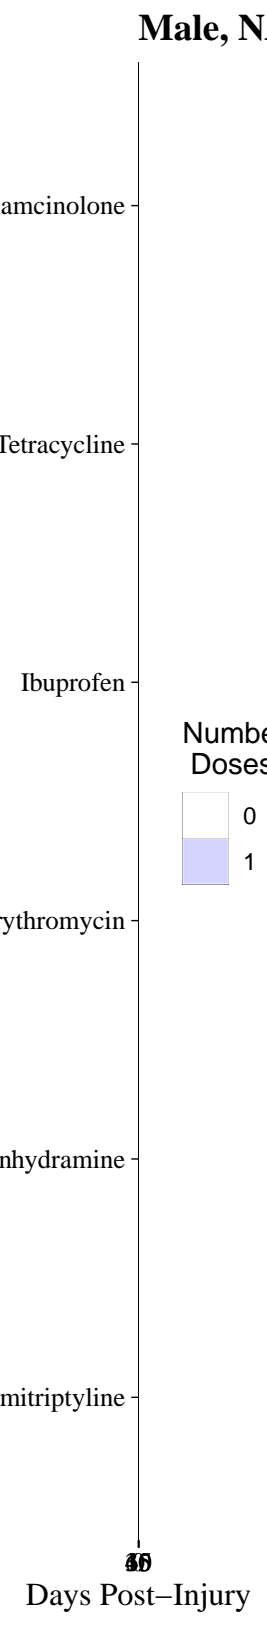 Male, N
amcinolone
Tetracycline
Ibuprofen
Numbe
Doses
0
1
rythromycin
nhydramine
mitriptyline
Days Post−Injury